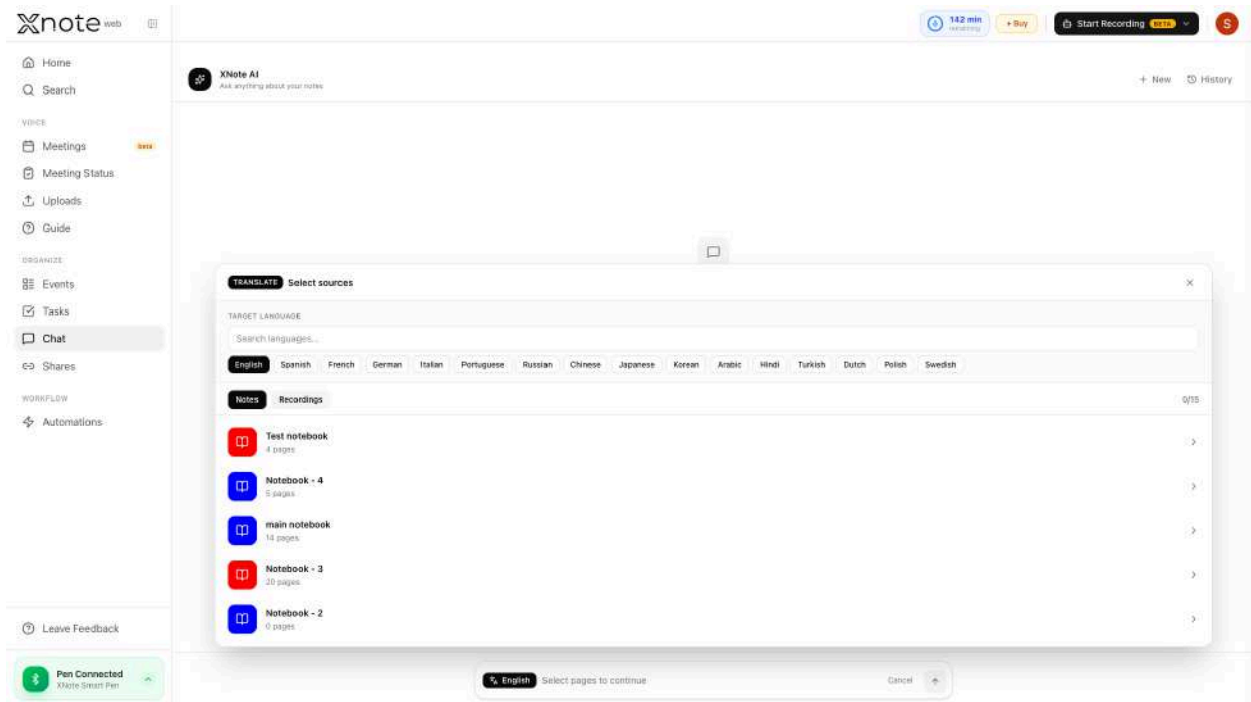 Xnote web
142 min
remaining
+ Buy
Start Recording BETA
S
Home
Search
VOICE
Meetings beta
Meeting Status
Uploads
Guide
ORGANIZE
Events
Tasks
Chat
Shares
WORKFLOW
Automations
Leave Feedback
Pen Connected
XNote Smart Pen
XNote AI
Ask anything about your notes
+ New
History
TRANSLATE Select sources
TARGET LANGUAGE
Search languages...
English Spanish French German Italian Portuguese Russian Chinese Japanese Korean Arabic Hindi Turkish Dutch Polish Swedish
Notes Recordings 0/15
Test notebook
4 pages
Notebook - 4
5 pages
main notebook
14 pages
Notebook - 3
20 pages
Notebook - 2
0 pages
English Select pages to continue Cancel